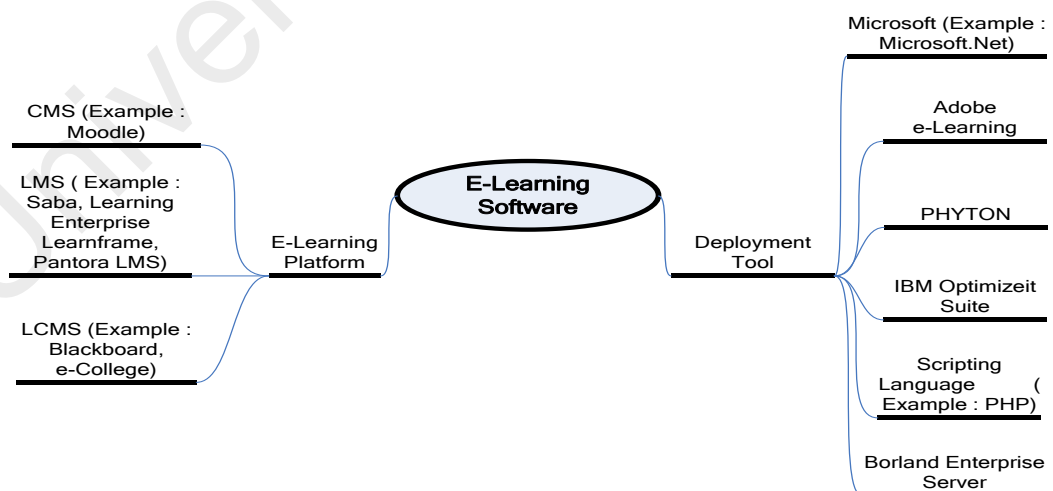 E-Learning
Software
E-Learning
Platform
CMS (Example :
Moodle)
LMS ( Example :
Saba, Learning
Enterprise
Learnframe,
Pantora LMS)
LCMS (Example :
Blackboard,
e-College)
Deployment
Tool
Microsoft (Example :
Microsoft.Net)
Adobe
e-Learning
PHYTON
IBM Optimizeit
Suite
Scripting
Language (
Example : PHP)
Borland Enterprise
Server
Univer